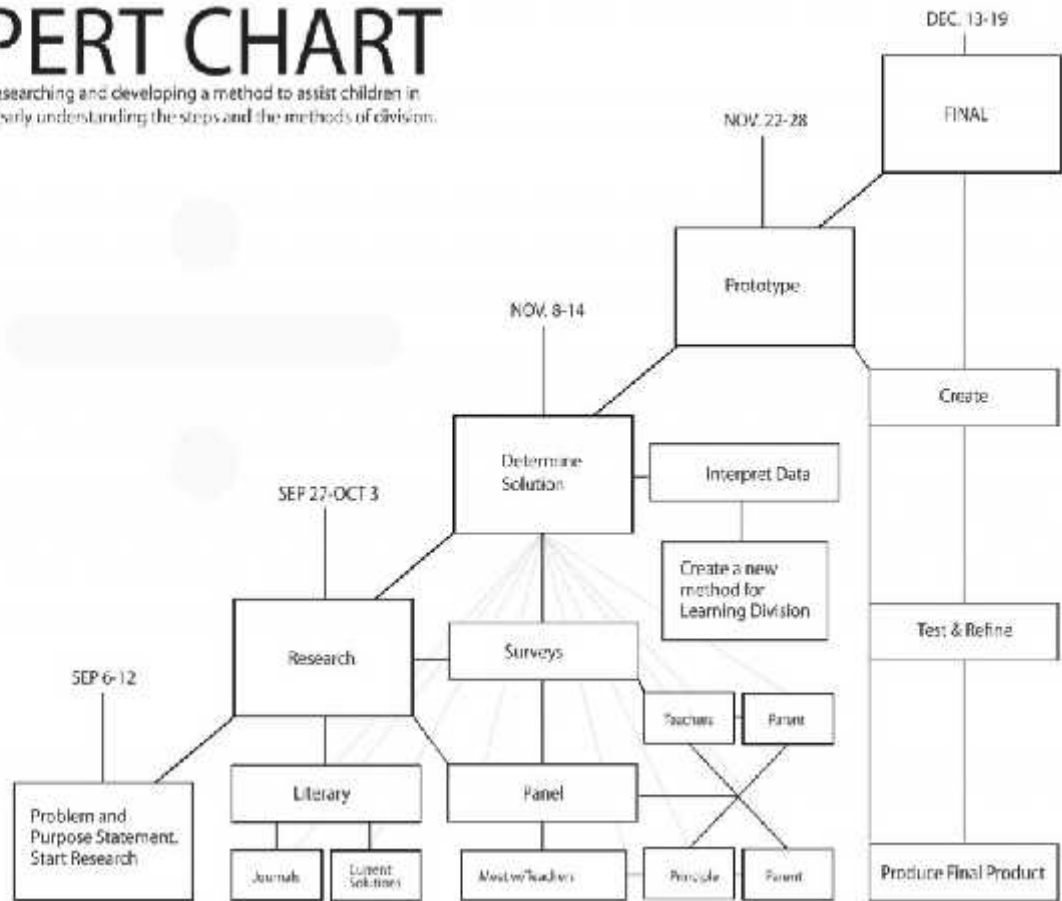 PERT CHART
esearching and developing a method to assist children in
early understanding the steps and the methods of division.
DEC. 13-19
FINAL
NOV. 22-28
Prototype
NOV. 8-14
Create
Determine
Solution
Interpret Data
SEP 27-OCT 3
Create a new
method for
Learning Division
Research
Surveys
Test & Refine
SEP 6-12
Teachers
Parent
Literary
Panel
Problem and
Purpose Statement.
Start Research
Journals
Current
Solutions
Meet w/Teachers
Principle
Parent
Produce Final Product